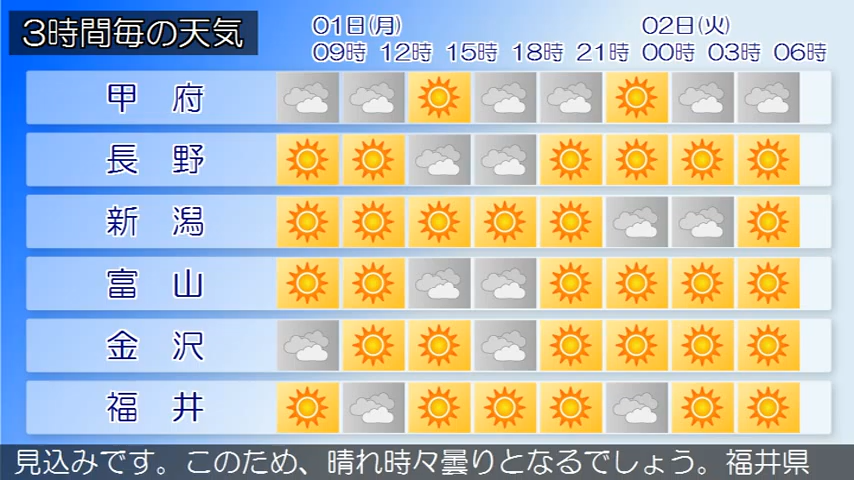 3時間毎の天気
01日(月) 02日(火)
09時 12時 15時 18時 21時 00時 03時 06時
甲府
長野
新潟
富山
金沢
福井
見込みです。このため、晴れ時々曇りとなるでしょう。福井県